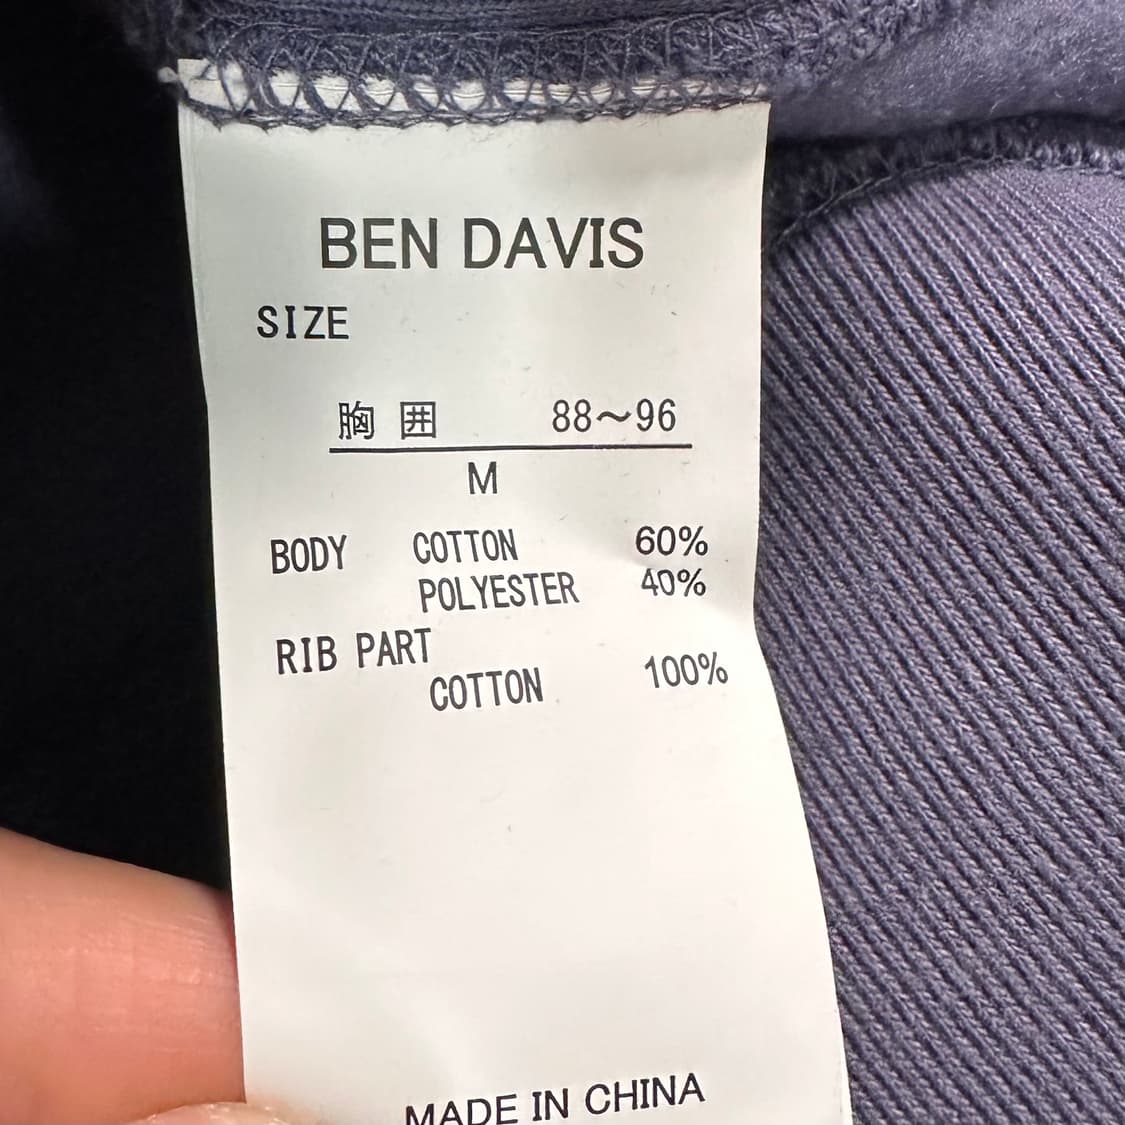 BEN DAVIS
SIZE
胸囲 88〜96
M
BODY COTTON 60%
POLYESTER 40%
RIB PART
COTTON 100%
MADE IN CHINA